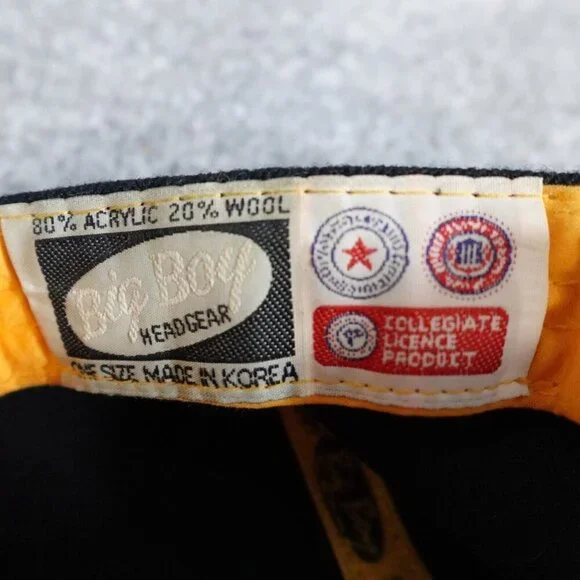 80% ACRYLIC 20% WOOL
Big Boy
HEADGEAR
ONE SIZE MADE IN KOREA
COLLEGIATE
LICENCE
PRODUCT